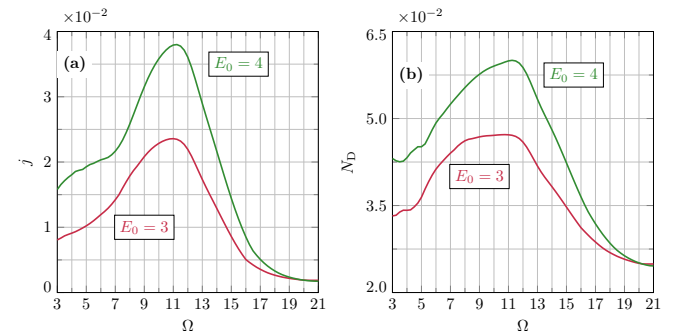 ×10⁻² ×10⁻²
4 6.5
(a) E₀ = 4 (b) E₀ = 4
3 5.0
j 2 N_D
E₀ = 3
1 E₀ = 3 3.5
0 2.0
3 5 7 9 11 13 15 17 19 21 3 5 7 9 11 13 15 17 19 21
Ω Ω